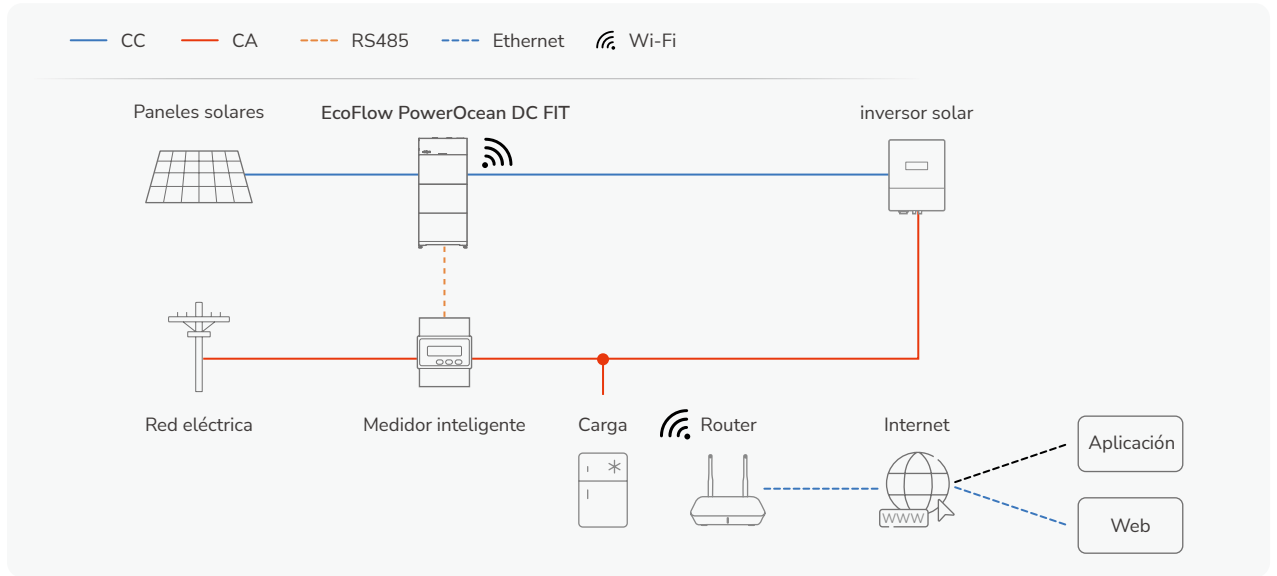 CC CA RS485 Ethernet Wi-Fi
Paneles solares EcoFlow PowerOcean DC FIT inversor solar
Red eléctrica Medidor inteligente Carga Router Internet
Aplicación
WWW
Web